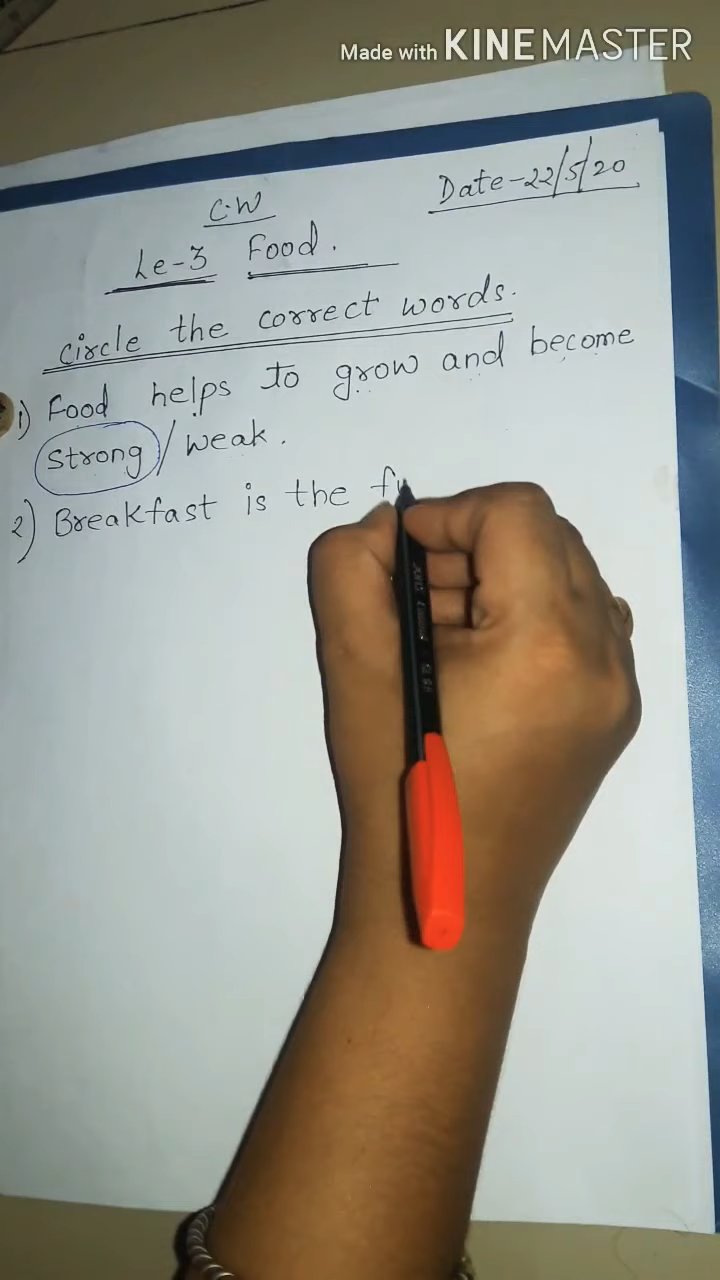 Made with KINEMASTER
Date-22/5/20
C.W
Le-3 Food.
circle the correct words.
1) Food helps to grow and become
strong / weak.
2) Breakfast is the